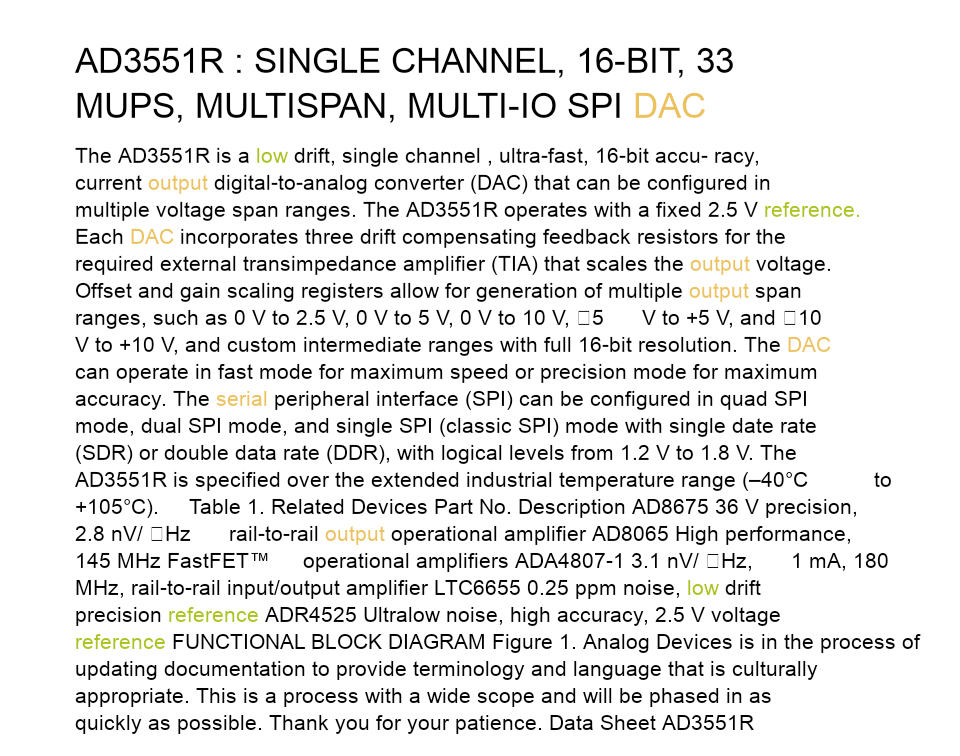 AD3551R : SINGLE CHANNEL, 16-BIT, 33
MUPS, MULTISPAN, MULTI-IO SPI DAC
The AD3551R is a low drift, single channel , ultra-fast, 16-bit accu- racy,
current output digital-to-analog converter (DAC) that can be configured in
multiple voltage span ranges. The AD3551R operates with a fixed 2.5 V reference.
Each DAC incorporates three drift compensating feedback resistors for the
required external transimpedance amplifier (TIA) that scales the output voltage.
Offset and gain scaling registers allow for generation of multiple output span
ranges, such as 0 V to 2.5 V, 0 V to 5 V, 0 V to 10 V, □5 V to +5 V, and □10
V to +10 V, and custom intermediate ranges with full 16-bit resolution. The DAC
can operate in fast mode for maximum speed or precision mode for maximum
accuracy. The serial peripheral interface (SPI) can be configured in quad SPI
mode, dual SPI mode, and single SPI (classic SPI) mode with single date rate
(SDR) or double data rate (DDR), with logical levels from 1.2 V to 1.8 V. The
AD3551R is specified over the extended industrial temperature range (–40°C to
+105°C). Table 1. Related Devices Part No. Description AD8675 36 V precision,
2.8 nV/ □Hz rail-to-rail output operational amplifier AD8065 High performance,
145 MHz FastFET™ operational amplifiers ADA4807-1 3.1 nV/ □Hz, 1 mA, 180
MHz, rail-to-rail input/output amplifier LTC6655 0.25 ppm noise, low drift
precision reference ADR4525 Ultralow noise, high accuracy, 2.5 V voltage
reference FUNCTIONAL BLOCK DIAGRAM Figure 1. Analog Devices is in the process of
updating documentation to provide terminology and language that is culturally
appropriate. This is a process with a wide scope and will be phased in as
quickly as possible. Thank you for your patience. Data Sheet AD3551R